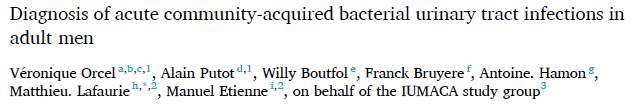 Diagnosis of acute community-acquired bacterial urinary tract infections in
adult men
Véronique Orcel a,b,c,1, Alain Putot d,1, Willy Boutfol e, Franck Bruyere f, Antoine. Hamon g,
Matthieu. Lafaurie h,*,2, Manuel Etienne i,2, on behalf of the IUMACA study group 3